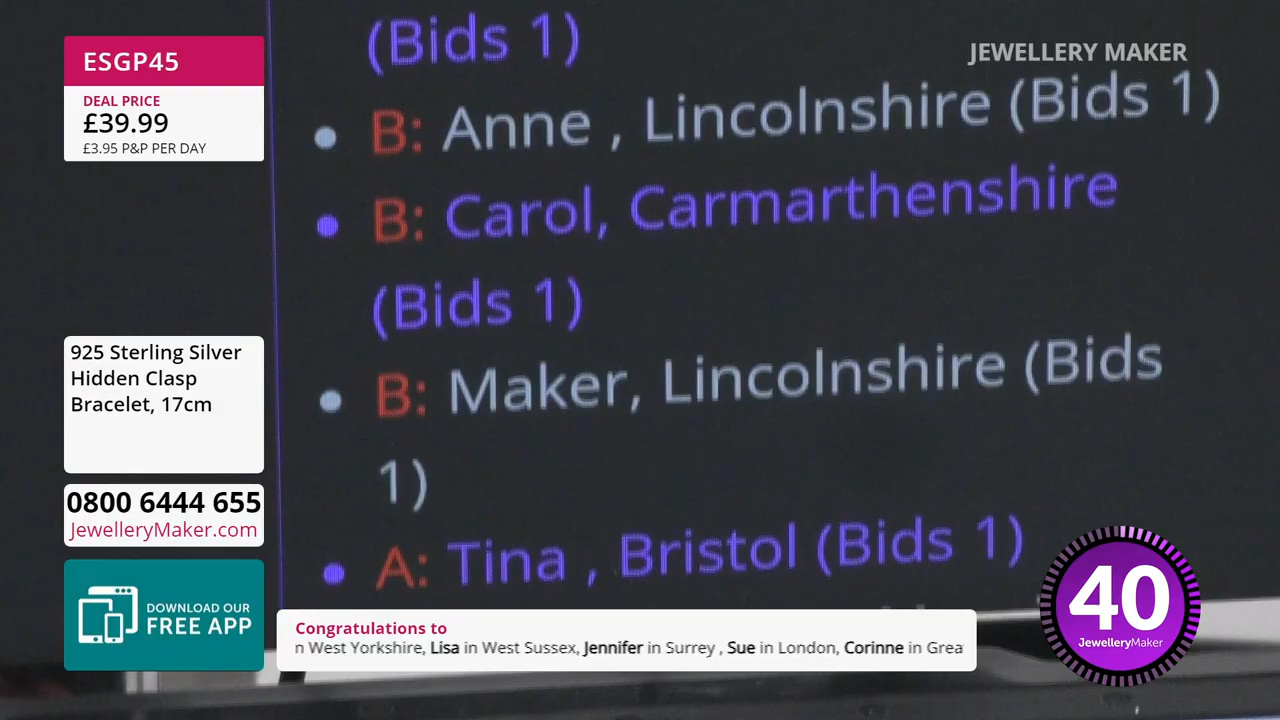 ESGP45
DEAL PRICE
£39.99
£3.95 P&P PER DAY
JEWELLERY MAKER
(Bids 1)
• B: Anne , Lincolnshire (Bids 1)
• B: Carol, Carmarthenshire
(Bids 1)
• B: Maker, Lincolnshire (Bids
1)
• A: Tina , Bristol (Bids 1)
925 Sterling Silver
Hidden Clasp
Bracelet, 17cm
0800 6444 655
JewelleryMaker.com
DOWNLOAD OUR
FREE APP
Congratulations to
n West Yorkshire, Lisa in West Sussex, Jennifer in Surrey , Sue in London, Corinne in Grea
40
JewelleryMaker